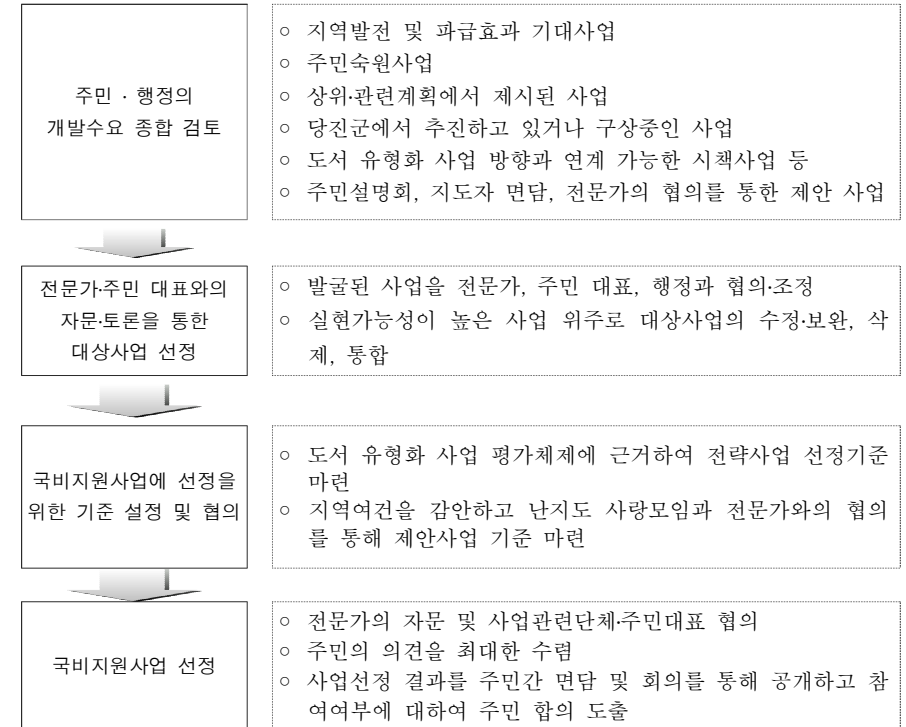 주민 · 행정의
개발수요 종합 검토
○ 지역발전 및 파급효과 기대사업
○ 주민숙원사업
○ 상위·관련계획에서 제시된 사업
○ 당진군에서 추진하고 있거나 구상중인 사업
○ 도서 유형화 사업 방향과 연계 가능한 시책사업 등
○ 주민설명회, 지도자 면담, 전문가의 협의를 통한 제안 사업
전문가·주민 대표와의
자문·토론을 통한
대상사업 선정
○ 발굴된 사업을 전문가, 주민 대표, 행정과 협의·조정
○ 실현가능성이 높은 사업 위주로 대상사업의 수정·보완, 삭
제, 통합
국비지원사업에 선정을
위한 기준 설정 및 협의
○ 도서 유형화 사업 평가체제에 근거하여 전략사업 선정기준
마련
○ 지역여건을 감안하고 난지도 사랑모임과 전문가와의 협의
를 통해 제안사업 기준 마련
국비지원사업 선정
○ 전문가의 자문 및 사업관련단체·주민대표 협의
○ 주민의 의견을 최대한 수렴
○ 사업선정 결과를 주민간 면담 및 회의를 통해 공개하고 참
여여부에 대하여 주민 합의 도출